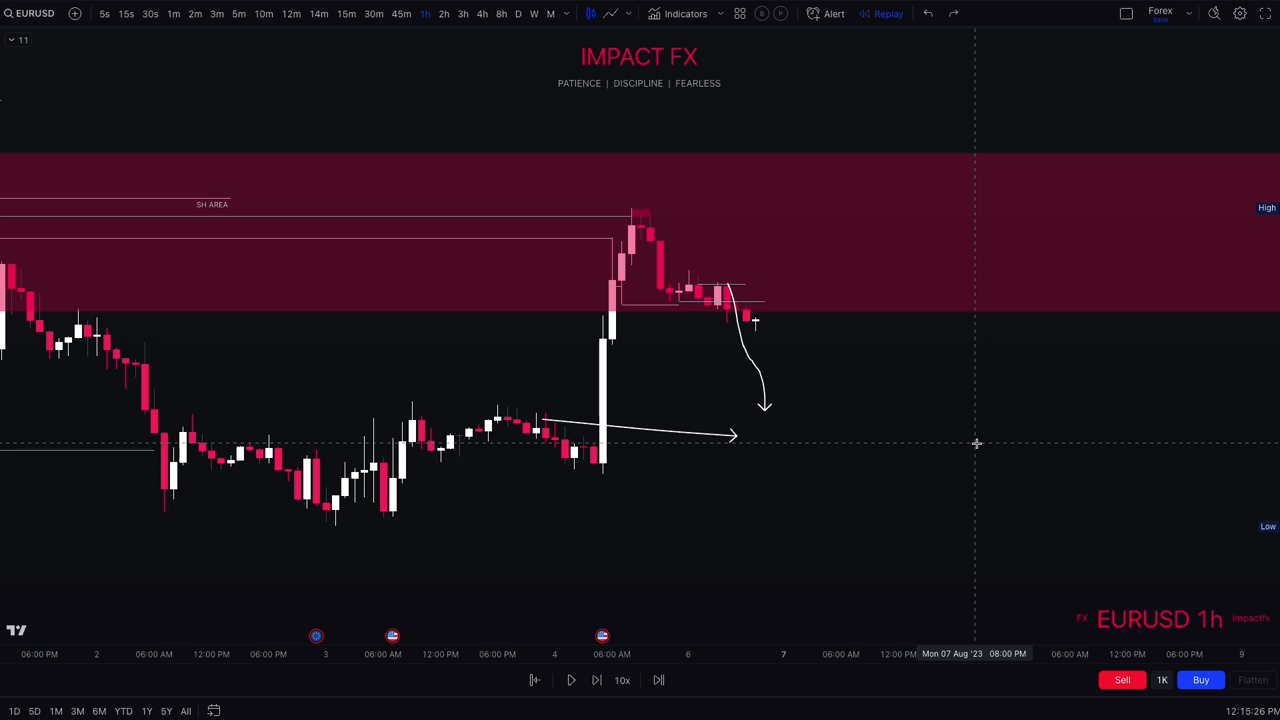 EURUSD 5s 15s 30s 1m 2m 3m 5m 10m 12m 14m 15m 30m 45m 1h 2h 3h 4h 8h D W M Indicators B P Alert Replay Forex
Save
11
IMPACT FX
PATIENCE | DISCIPLINE | FEARLESS
SH AREA
High
Low
FX EURUSD 1h Impactfx
06:00 PM 2 06:00 AM 12:00 PM 06:00 PM 3 06:00 AM 12:00 PM 06:00 PM 4 06:00 AM 6 7 06:00 AM 12:00 PM Mon 07 Aug '23 08:00 PM 06:00 AM 12:00 PM 06:00 PM 9
10x Sell 1K Buy Flatten
1D 5D 1M 3M 6M YTD 1Y 5Y All 12:15:26 PM